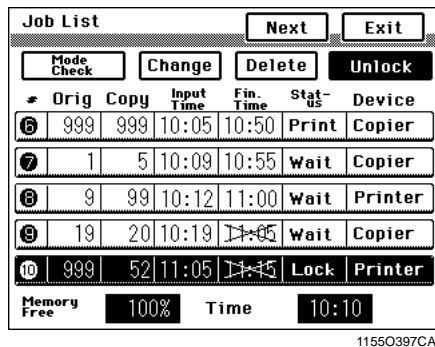 Job List Next Exit
Mode Check Change Delete Unlock
# Orig Copy Input Time Fin. Time Stat-us Device
6 999 999 10:05 10:50 Print Copier
7 1 5 10:09 10:55 Wait Copier
8 9 99 10:12 11:00 Wait Printer
9 19 20 10:19 11:05 Wait Copier
10 999 52 11:05 Lock Printer
Memory Free 100% Time 10:10
1155O397CA